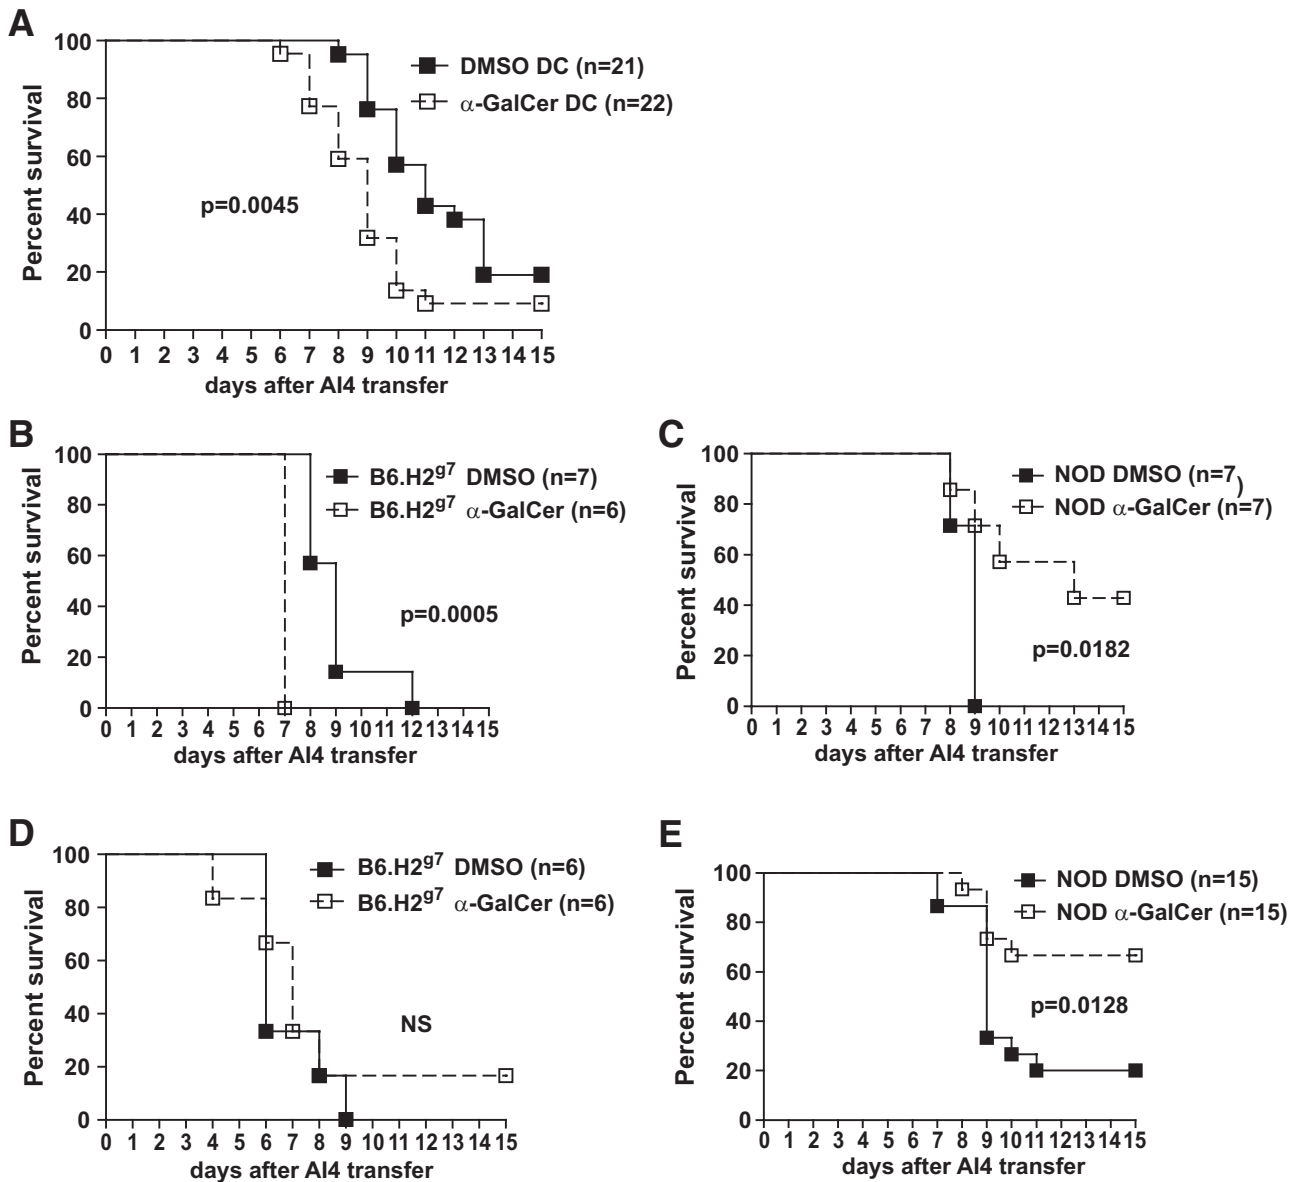 A
Percent survival
100
80
60
40
20
0
DMSO DC (n=21)
α-GalCer DC (n=22)
p=0.0045
0 1 2 3 4 5 6 7 8 9 10 11 12 13 14 15
days after AI4 transfer
B
Percent survival
100
80
60
40
20
0
B6.H2g7 DMSO (n=7)
B6.H2g7 α-GalCer (n=6)
p=0.0005
0 1 2 3 4 5 6 7 8 9 10 11 12 13 14 15
days after AI4 transfer
C
Percent survival
100
80
60
40
20
0
NOD DMSO (n=7)
NOD α-GalCer (n=7)
p=0.0182
0 1 2 3 4 5 6 7 8 9 10 11 12 13 14 15
days after AI4 transfer
D
Percent survival
100
80
60
40
20
0
B6.H2g7 DMSO (n=6)
B6.H2g7 α-GalCer (n=6)
NS
0 1 2 3 4 5 6 7 8 9 10 11 12 13 14 15
days after AI4 transfer
E
Percent survival
100
80
60
40
20
0
NOD DMSO (n=15)
NOD α-GalCer (n=15)
p=0.0128
0 1 2 3 4 5 6 7 8 9 10 11 12 13 14 15
days after AI4 transfer